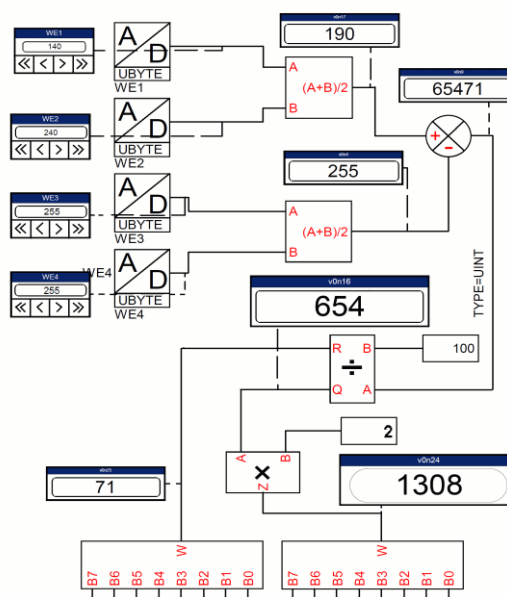 WE1
140
« < > »
A
D
UBYTE
WE1
v0n17
190
A
B
(A+B)/2
WE2
240
« < > »
A
D
UBYTE
WE2
v0n9
65471
+
-
WE3
255
« < > »
A
D
UBYTE
WE3
255
A
B
(A+B)/2
WE4
255
« < > »
WE4
A
D
UBYTE
WE4
TYPE=UINT
v0n16
654
R
B
÷
Q
A
100
A
B
×
Z
2
71
v0n24
1308
W
B7 B6 B5 B4 B3 B2 B1 B0
W
B7 B6 B5 B4 B3 B2 B1 B0